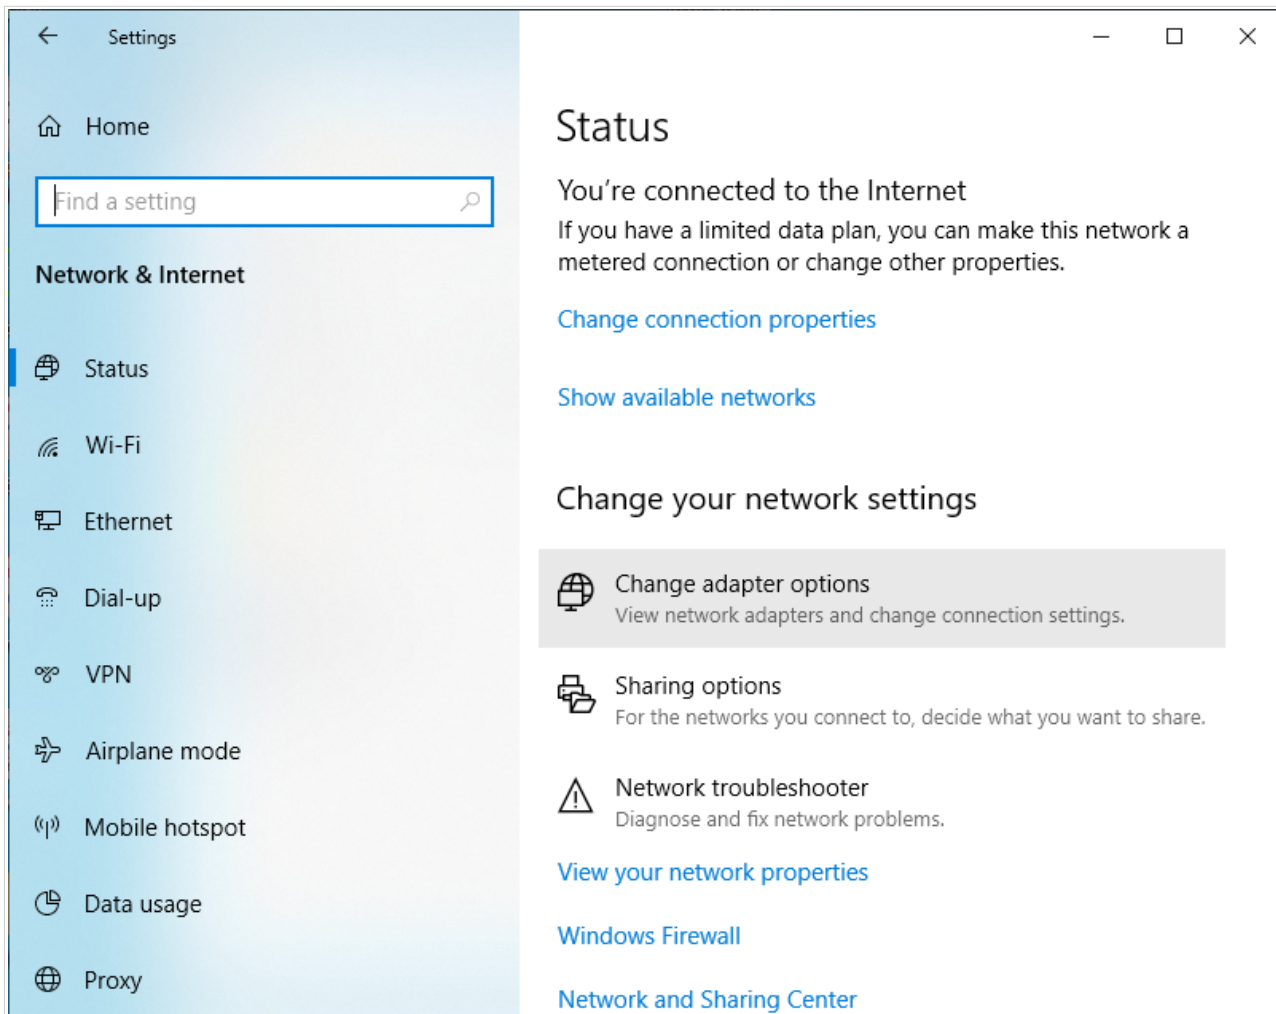 Settings
Home
Find a setting
Network & Internet
Status
Wi-Fi
Ethernet
Dial-up
VPN
Airplane mode
Mobile hotspot
Data usage
Proxy
Status
You're connected to the Internet
If you have a limited data plan, you can make this network a
metered connection or change other properties.
Change connection properties
Show available networks
Change your network settings
Change adapter options
View network adapters and change connection settings.
Sharing options
For the networks you connect to, decide what you want to share.
Network troubleshooter
Diagnose and fix network problems.
View your network properties
Windows Firewall
Network and Sharing Center